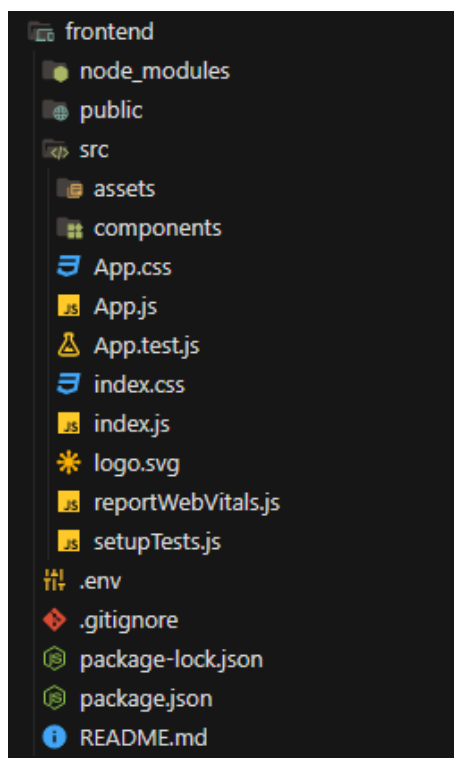 frontend
node_modules
public
src
assets
components
App.css
App.js
App.test.js
index.css
index.js
logo.svg
reportWebVitals.js
setupTests.js
.env
.gitignore
package-lock.json
package.json
README.md